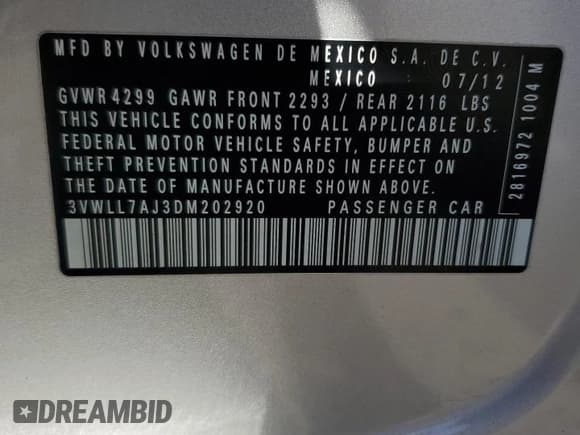 MFD BY VOLKSWAGEN DE MEXICO S.A. DE C.V.
MEXICO 07/12
GVWR 4299 GAWR FRONT 2293 / REAR 2116 LBS
THIS VEHICLE CONFORMS TO ALL APPLICABLE U.S.
FEDERAL MOTOR VEHICLE SAFETY, BUMPER AND
THEFT PREVENTION STANDARDS IN EFFECT ON
THE DATE OF MANUFACTURE SHOWN ABOVE.
3VWLL7AJ3DM202920 PASSENGER CAR
2816972 1004 M
DREAMBID